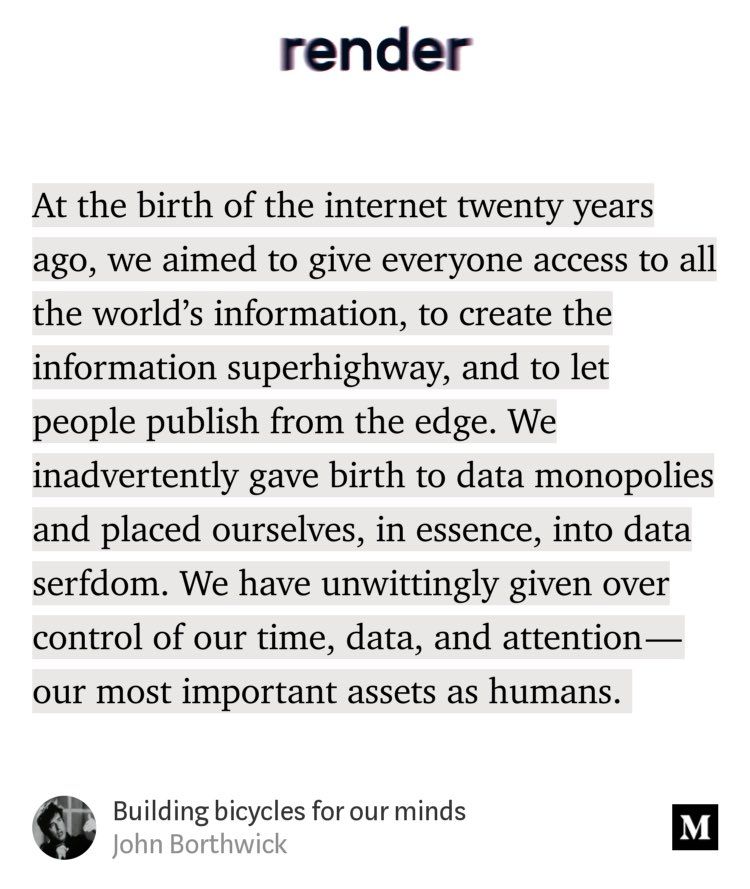 render
At the birth of the internet twenty years
ago, we aimed to give everyone access to all
the world’s information, to create the
information superhighway, and to let
people publish from the edge. We
inadvertently gave birth to data monopolies
and placed ourselves, in essence, into data
serfdom. We have unwittingly given over
control of our time, data, and attention—
our most important assets as humans.
Building bicycles for our minds
John Borthwick
M